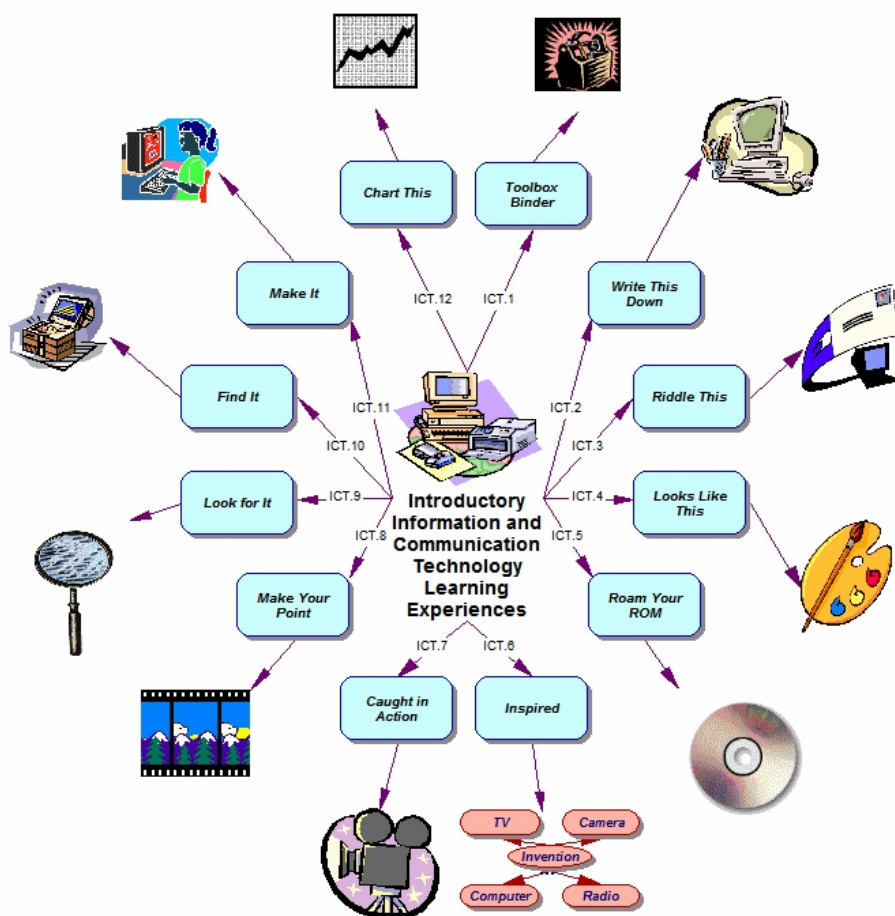 Chart This
Toolbox
Binder
Write This
Down
Make It
ICT.12
ICT.1
Find It
Riddle This
ICT.11
ICT.2
ICT.10
ICT.3
Look for It
ICT.9
ICT.4
Looks Like
This
Introductory
Information and
Communication
Technology
Learning
Experiences
ICT.8
ICT.5
Make Your
Point
Roam Your
ROM
ICT.7
ICT.6
Caught in
Action
Inspired
TV
Camera
Invention
Computer
Radio